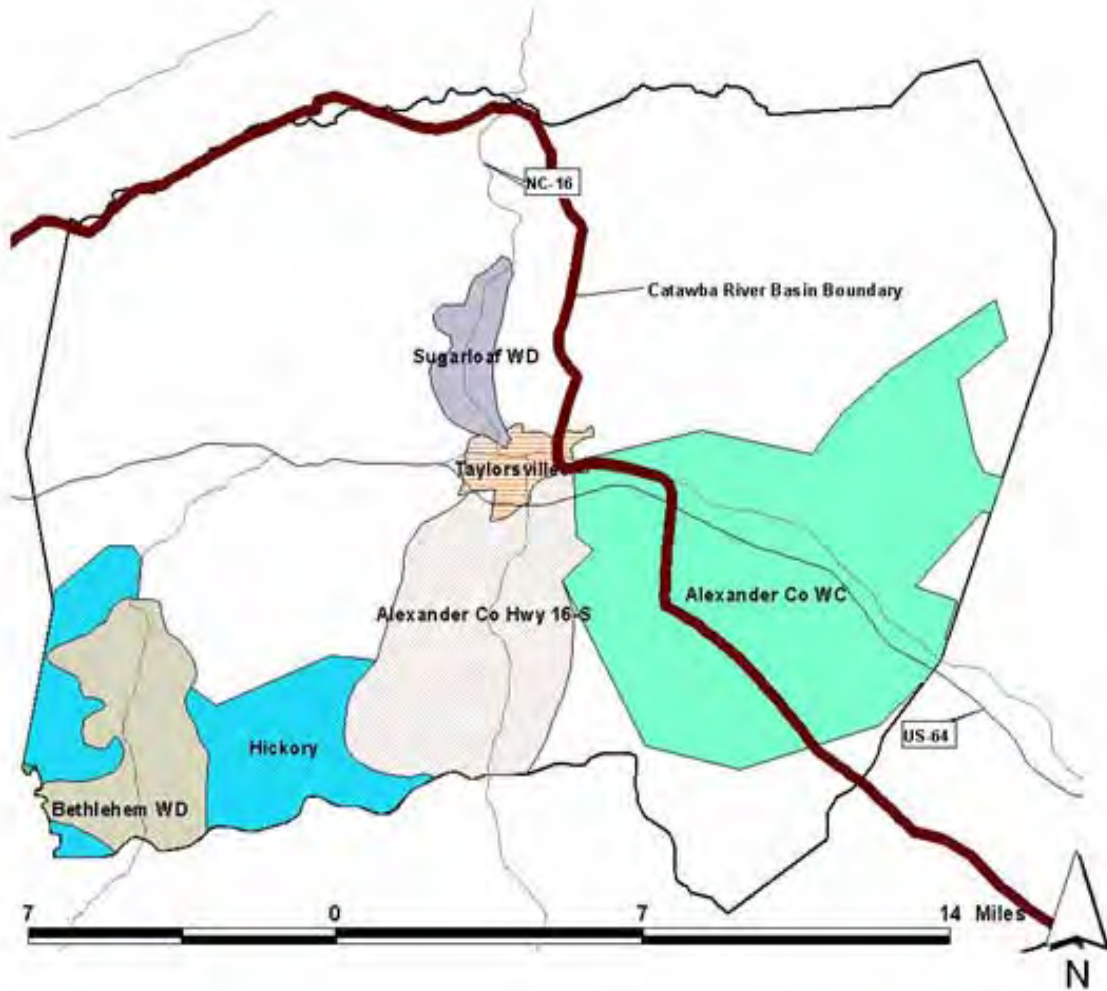 NC-16
Catawba River Basin Boundary
Sugarloaf WD
Taylorsville
Alexander Co WC
Alexander Co Hwy 16-S
US-64
Hickory
Bethlehem WD
7 0 7 14 Miles
N